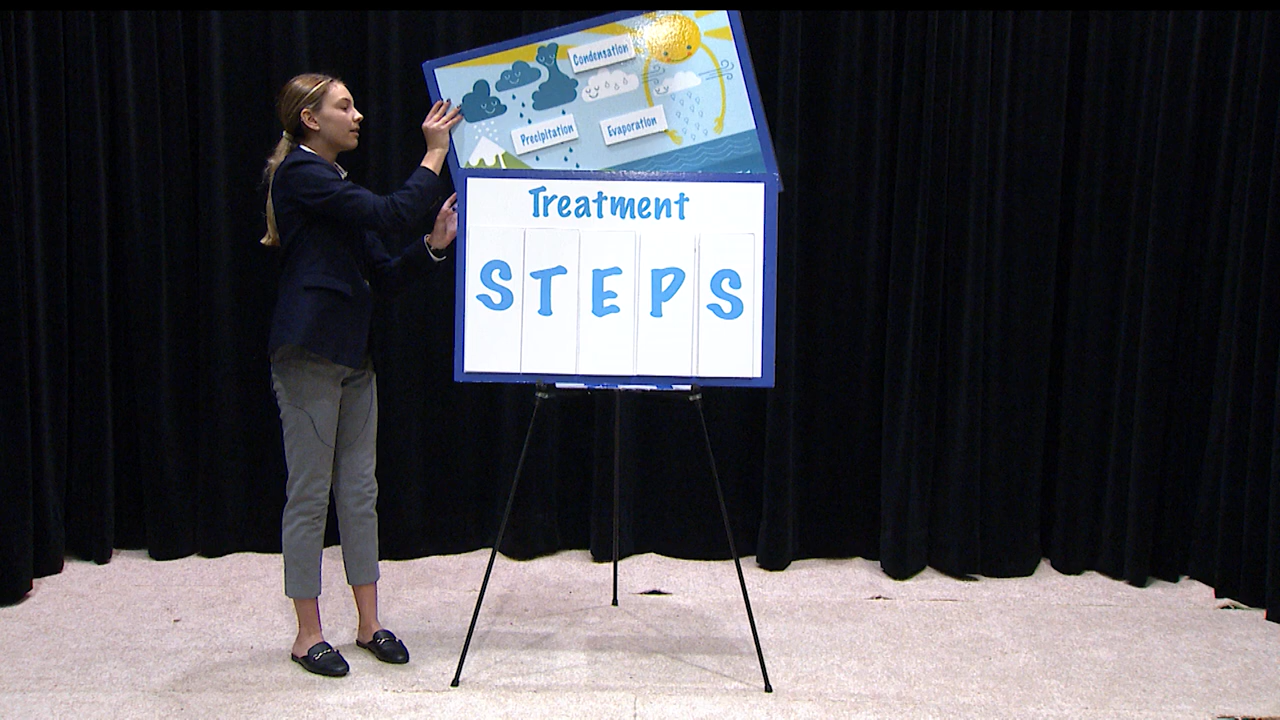 Condensation
Precipitation
Evaporation
Treatment
STEPS